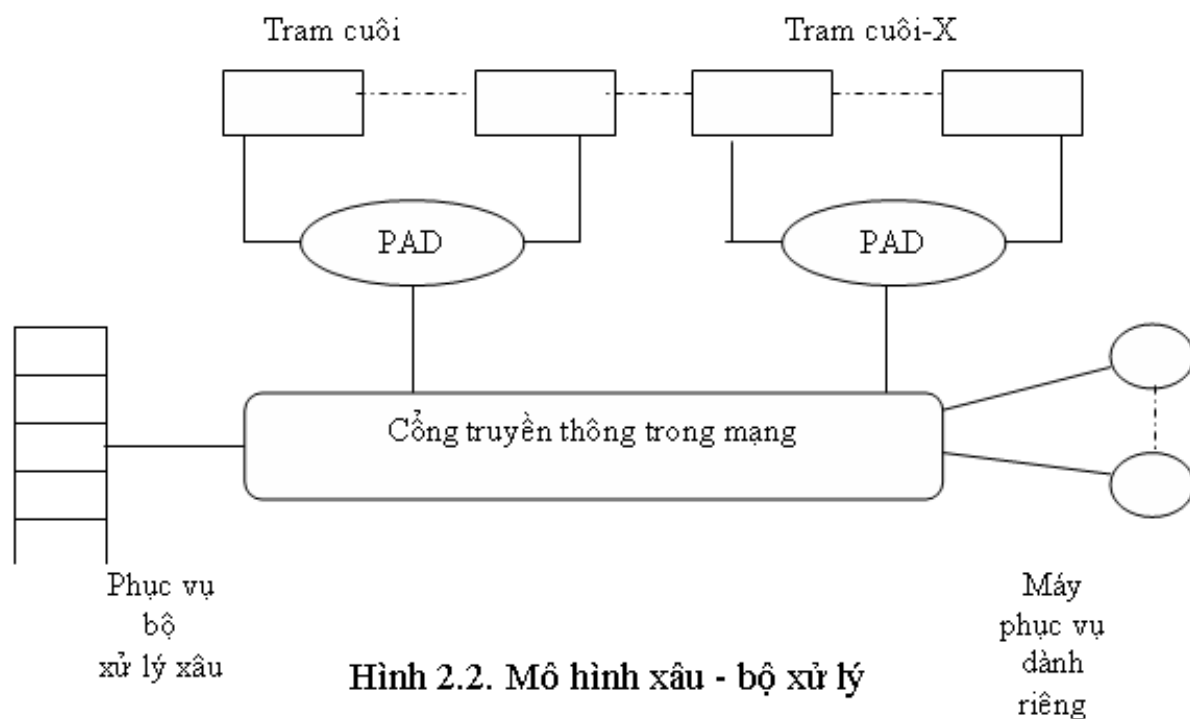 Tram cuôi
Tram cuôi-X
PAD
PAD
Cổng truyền thông trong mạng
Phục vụ
bộ
xử lý xâu
Máy
phục vụ
dành
riêng
Hình 2.2. Mô hình xâu - bộ xử lý